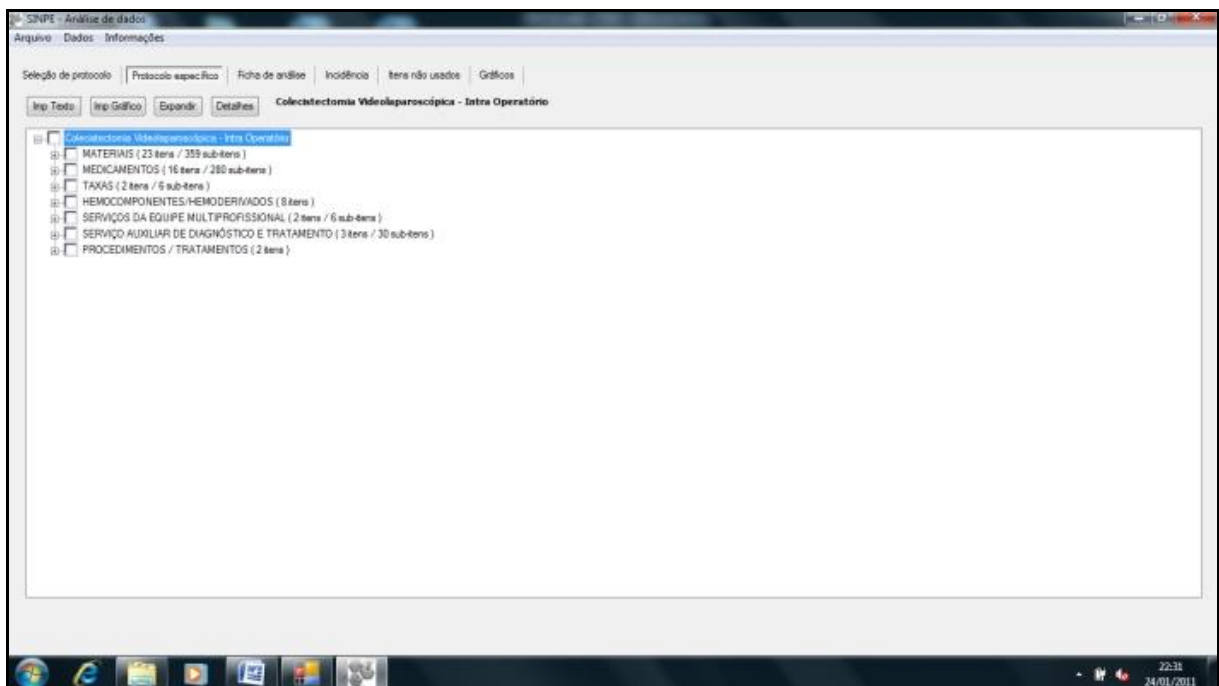 SINPE - Análise de dados
Arquivo Dados Informações
Seleção de protocolo Protocolo específico Ficha de análise Incidência Itens não usados Gráficos
Imp Texto Imp Gráfico Expandir Detalhes Colecistectomia Videolaparoscópica - Intra Operatório
Colecistectomia Videolaparoscópica - Intra Operatório
MATERIAIS ( 23 itens / 359 sub-itens )
MEDICAMENTOS ( 16 itens / 280 sub-itens )
TAXAS ( 2 itens / 6 sub-itens )
HEMOCOMPONENTES/HEMODERIVADOS ( 8 itens )
SERVIÇOS DA EQUIPE MULTIPROFISSIONAL ( 2 itens / 6 sub-itens )
SERVIÇO AUXILIAR DE DIAGNÓSTICO E TRATAMENTO ( 3 itens / 30 sub-itens )
PROCEDIMENTOS / TRATAMENTOS ( 2 itens )
22:31
24/01/2011